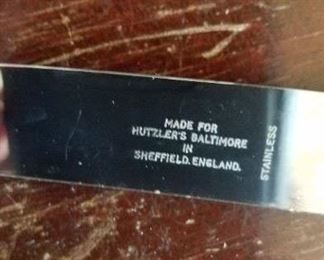 MADE FOR
HUTZLER'S BALTIMORE
IN
SHEFFIELD. ENGLAND.
STAINLESS